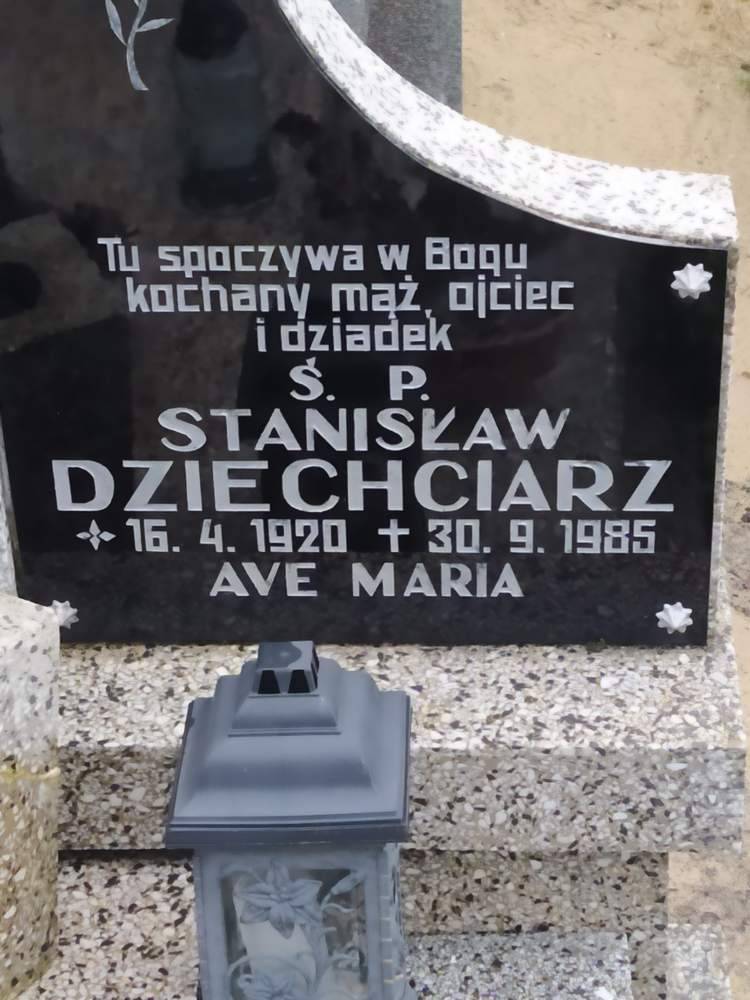 Tu spoczywa w Bogu
kochany mąż, ojciec
i dziadek
Ś. P.
STANISŁAW
DZIECHCIARZ
16. 4. 1920 ✝ 30. 9. 1985
AVE MARIA